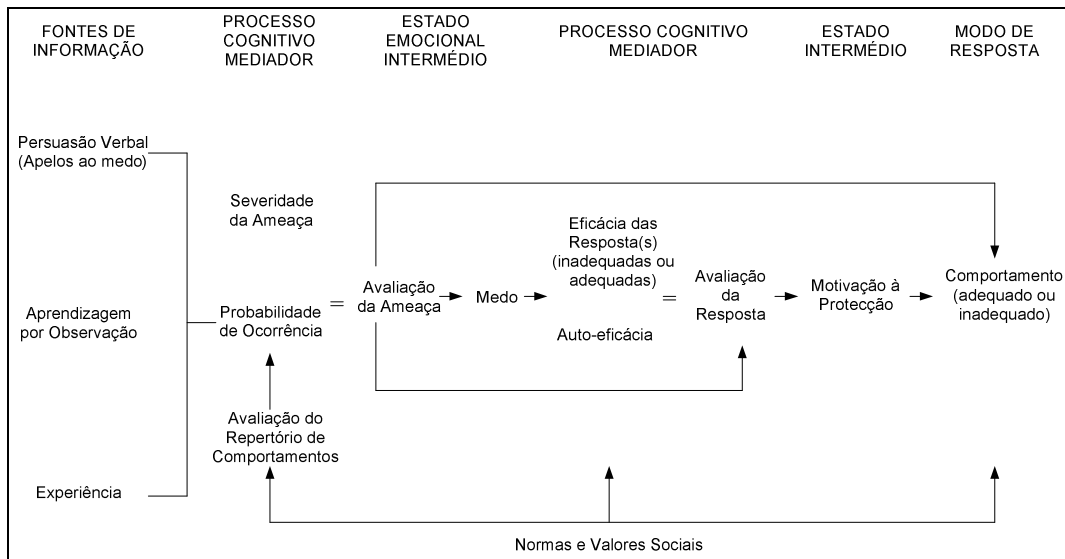 FONTES DE
INFORMAÇÃO
PROCESSO
COGNITIVO
MEDIADOR
ESTADO
EMOCIONAL
INTERMÉDIO
PROCESSO COGNITIVO
MEDIADOR
ESTADO
INTERMÉDIO
MODO DE
RESPOSTA
Persuasão Verbal
(Apelos ao medo)
Aprendizagem
por Observação
Experiência
Severidade
da Ameaça
Probabilidade
de Ocorrência
Avaliação do
Repertório de
Comportamentos
=
Avaliação
da Ameaça
Medo
Eficácia das
Resposta(s)
(inadequadas ou
adequadas)
=
Auto-eficácia
Avaliação
da
Resposta
Motivação à
Protecção
Comportamento
(adequado ou
inadequado)
Normas e Valores Sociais